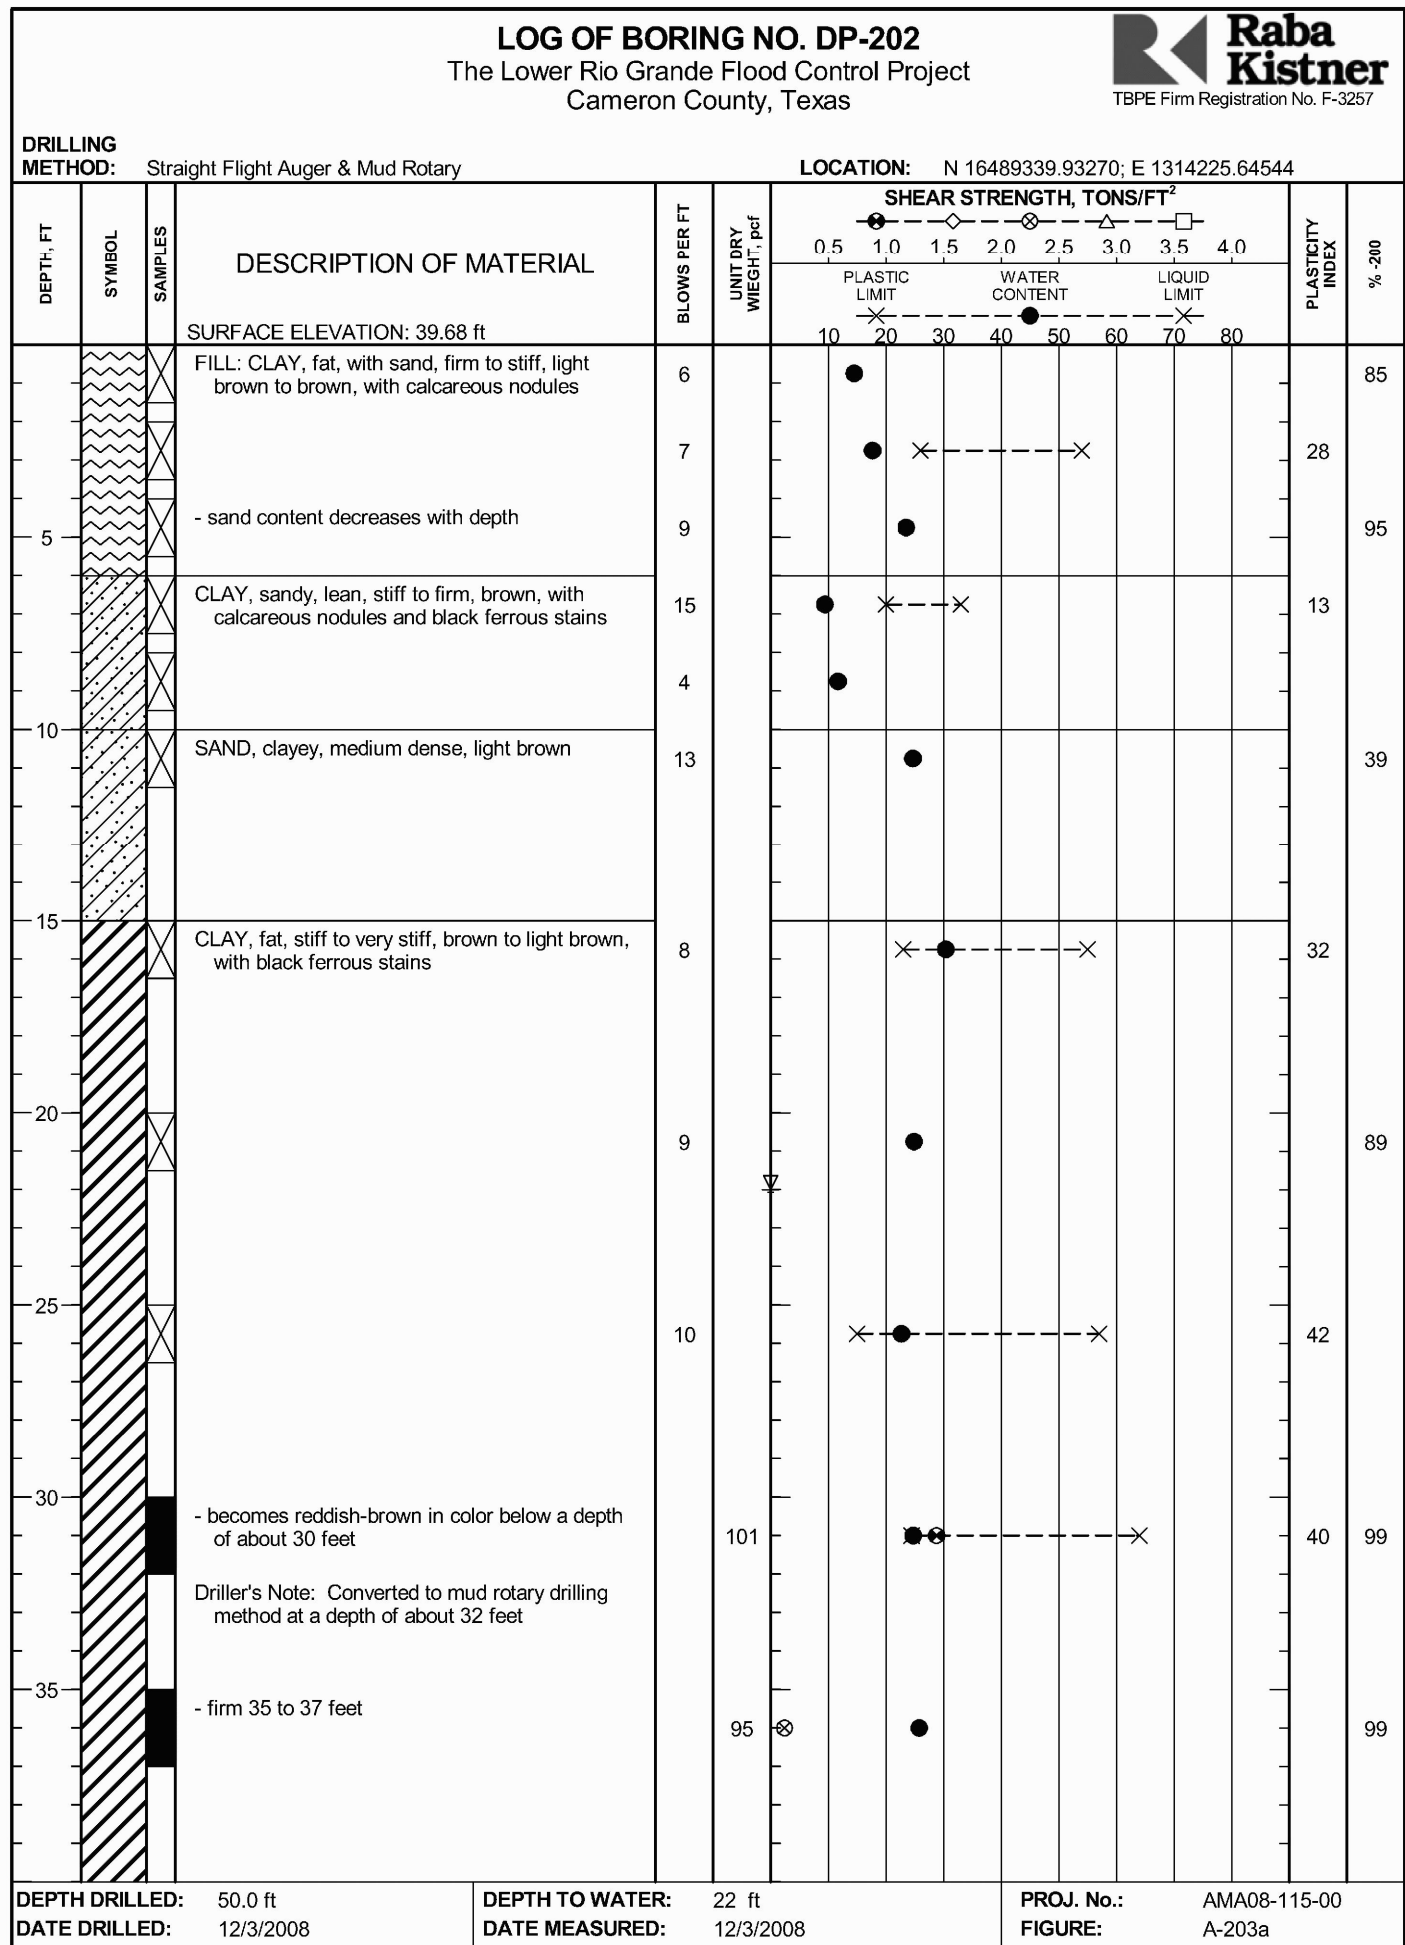 LOG OF BORING NO. DP-202
The Lower Rio Grande Flood Control Project
Cameron County, Texas
Raba
Kistner
TBPE Firm Registration No. F-3257
DRILLING
METHOD: Straight Flight Auger & Mud Rotary
LOCATION: N 16489339.93270; E 1314225.64544
DEPTH, FT
SYMBOL
SAMPLES
DESCRIPTION OF MATERIAL
SURFACE ELEVATION: 39.68 ft
BLOWS PER FT
UNIT DRY
WIEGHT, pcf
SHEAR STRENGTH, TONS/FT2
0.5 1.0 1.5 2.0 2.5 3.0 3.5 4.0
PLASTIC
LIMIT
WATER
CONTENT
LIQUID
LIMIT
10 20 30 40 50 60 70 80
PLASTICITY
INDEX
% -200
FILL: CLAY, fat, with sand, firm to stiff, light
brown to brown, with calcareous nodules
6 85
7 28
- sand content decreases with depth
9 95
5
CLAY, sandy, lean, stiff to firm, brown, with
calcareous nodules and black ferrous stains
15 13
4
10
SAND, clayey, medium dense, light brown
13 39
15
CLAY, fat, stiff to very stiff, brown to light brown,
with black ferrous stains
8 32
20
9 89
25
10 42
30
- becomes reddish-brown in color below a depth
of about 30 feet
101 40 99
Driller's Note: Converted to mud rotary drilling
method at a depth of about 32 feet
35
- firm 35 to 37 feet
95 99
DEPTH DRILLED: 50.0 ft
DATE DRILLED: 12/3/2008
DEPTH TO WATER: 22 ft
DATE MEASURED: 12/3/2008
PROJ. No.: AMA08-115-00
FIGURE: A-203a